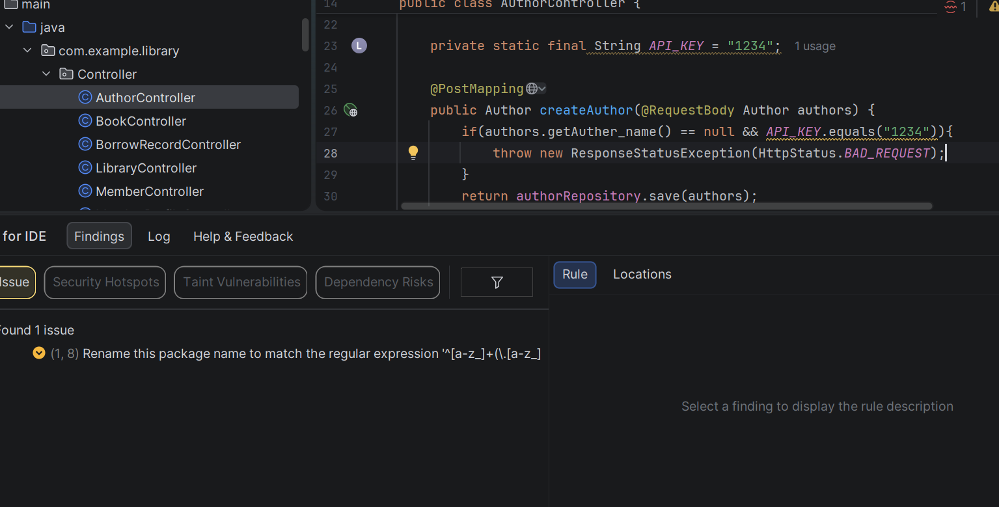 main
java
com.example.library
Controller
AuthorController
BookController
BorrowRecordController
LibraryController
MemberController
14 public class AuthorController {
22
23 L private static final String API_KEY = "1234"; 1 usage
24
25 @PostMapping
26 public Author createAuthor(@RequestBody Author authors) {
27 if(authors.getAuther_name() == null && API_KEY.equals("1234")){
28 throw new ResponseStatusException(HttpStatus.BAD_REQUEST);
29 }
30 return authorRepository.save(authors);
1
for IDE Findings Log Help & Feedback
Issue Security Hotspots Taint Vulnerabilities Dependency Risks
Rule Locations
Found 1 issue
(1, 8) Rename this package name to match the regular expression '^[a-z_]+(\.[a-z_]
Select a finding to display the rule description